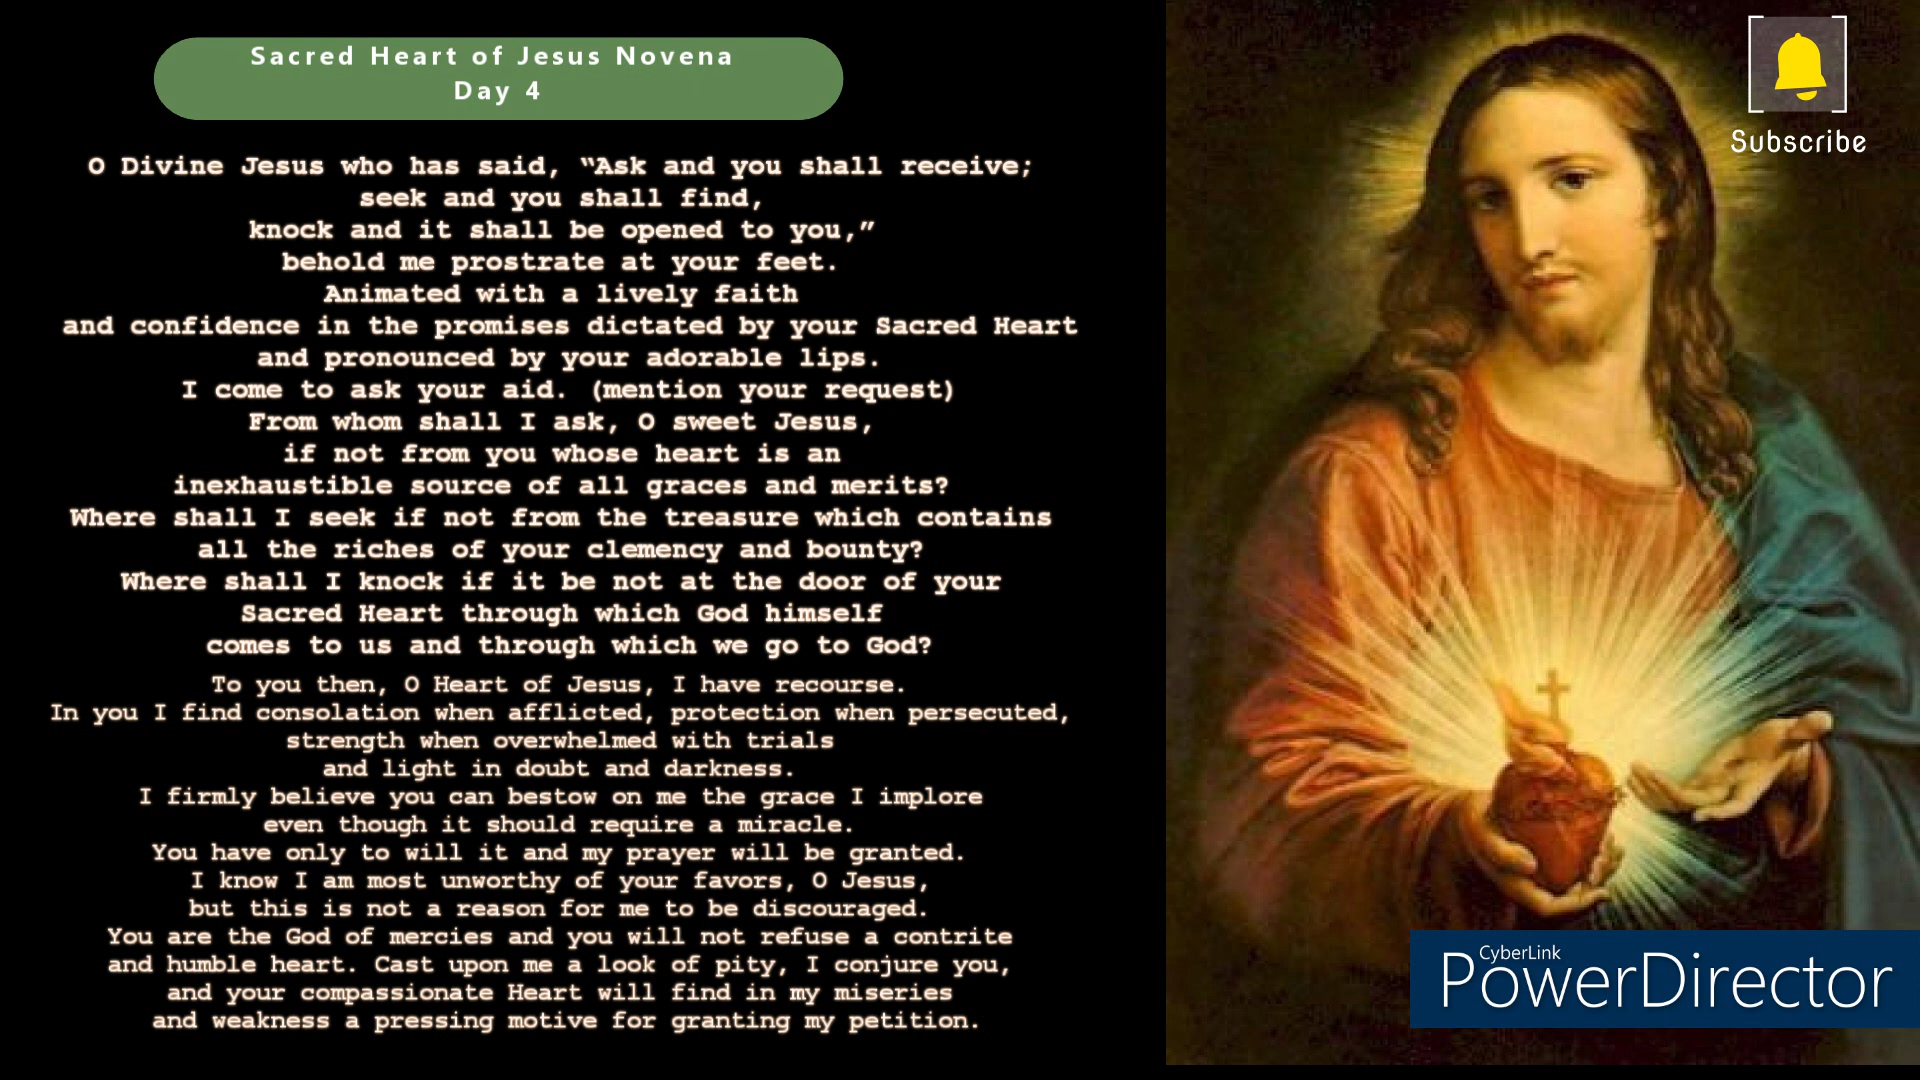 Sacred Heart of Jesus Novena
Day 4
O Divine Jesus who has said, “Ask and you shall receive;
seek and you shall find,
knock and it shall be opened to you,”
behold me prostrate at your feet.
Animated with a lively faith
and confidence in the promises dictated by your Sacred Heart
and pronounced by your adorable lips.
I come to ask your aid. (mention your request)
From whom shall I ask, O sweet Jesus,
if not from you whose heart is an
inexhaustible source of all graces and merits?
Where shall I seek if not from the treasure which contains
all the riches of your clemency and bounty?
Where shall I knock if it be not at the door of your
Sacred Heart through which God himself
comes to us and through which we go to God?
To you then, O Heart of Jesus, I have recourse.
In you I find consolation when afflicted, protection when persecuted,
strength when overwhelmed with trials
and light in doubt and darkness.
I firmly believe you can bestow on me the grace I implore
even though it should require a miracle.
You have only to will it and my prayer will be granted.
I know I am most unworthy of your favors, O Jesus,
but this is not a reason for me to be discouraged.
You are the God of mercies and you will not refuse a contrite
and humble heart. Cast upon me a look of pity, I conjure you,
and your compassionate Heart will find in my miseries
and weakness a pressing motive for granting my petition.
Subscribe
CyberLink
PowerDirector